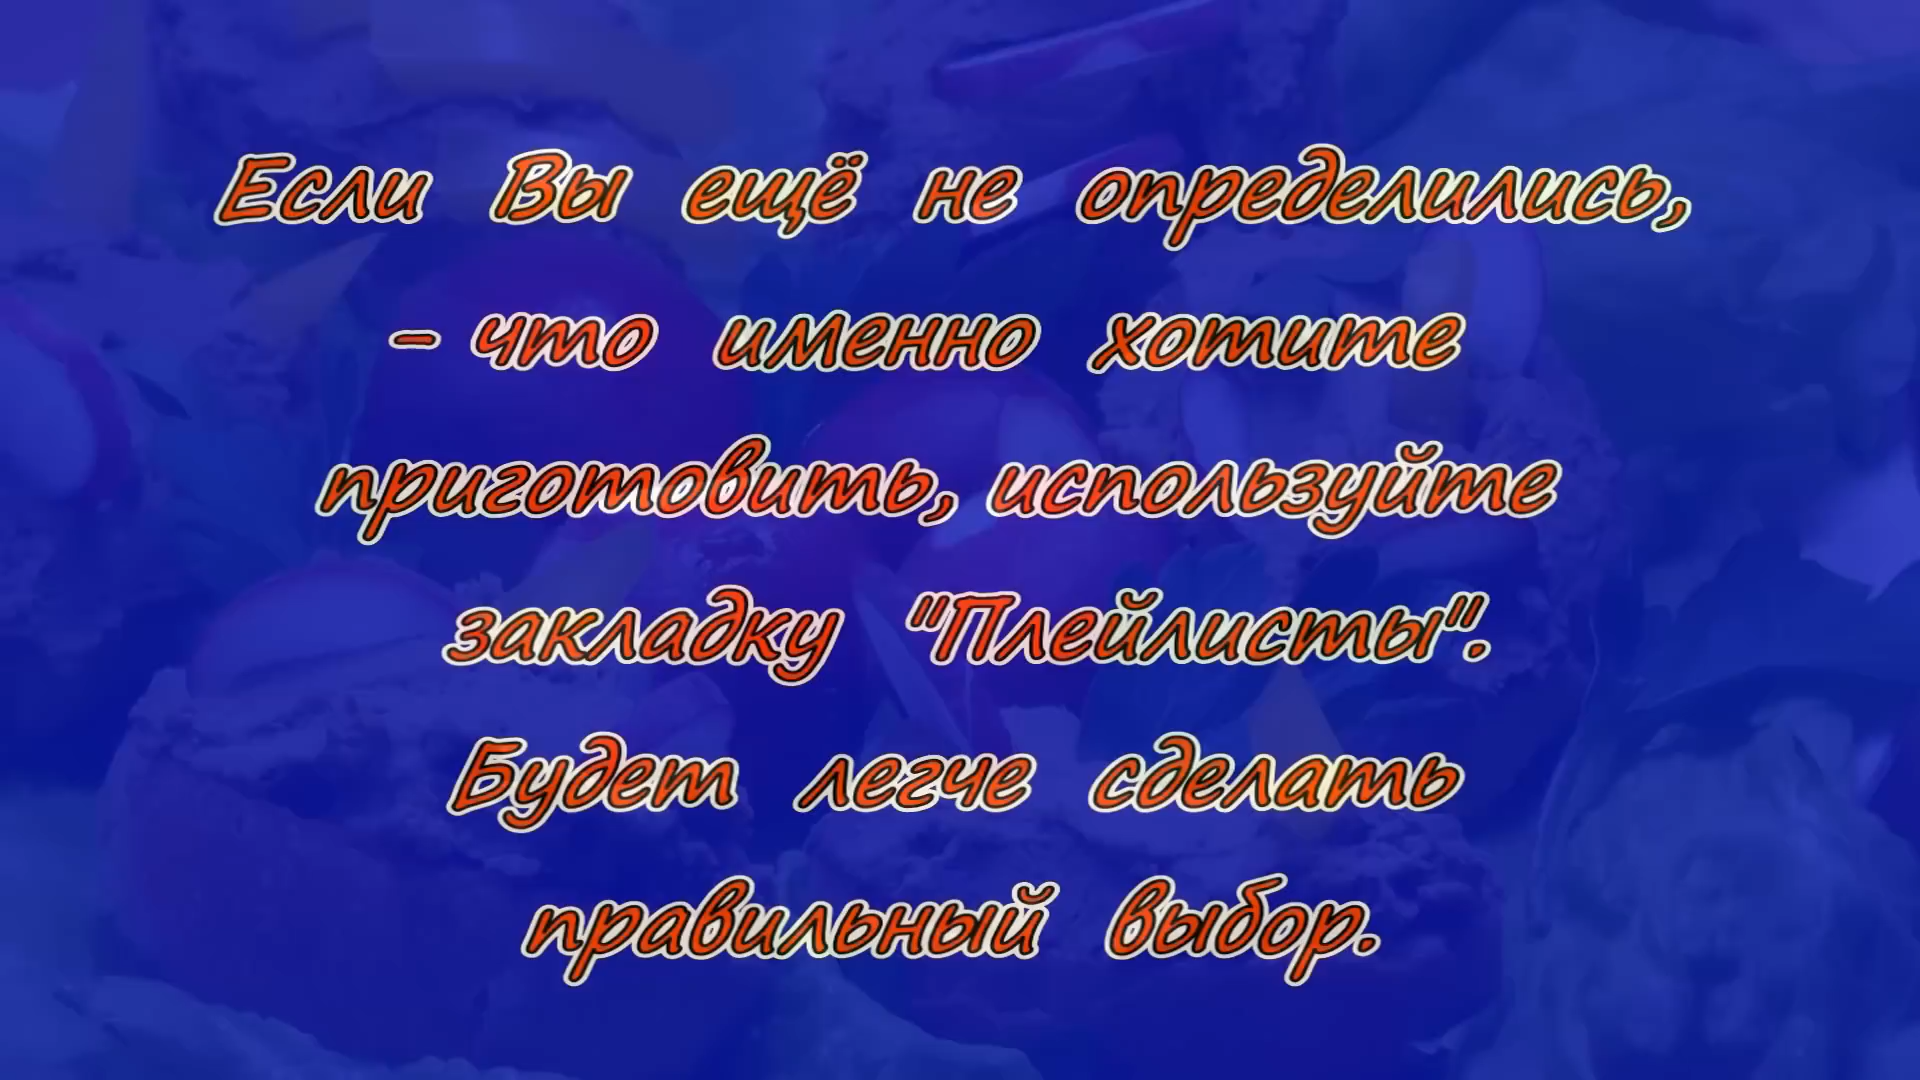 Если Вы ещё не определились,
- что именно хотите
приготовить, используйте
закладку "Плейлисты".
Будет легче сделать
правильный выбор.